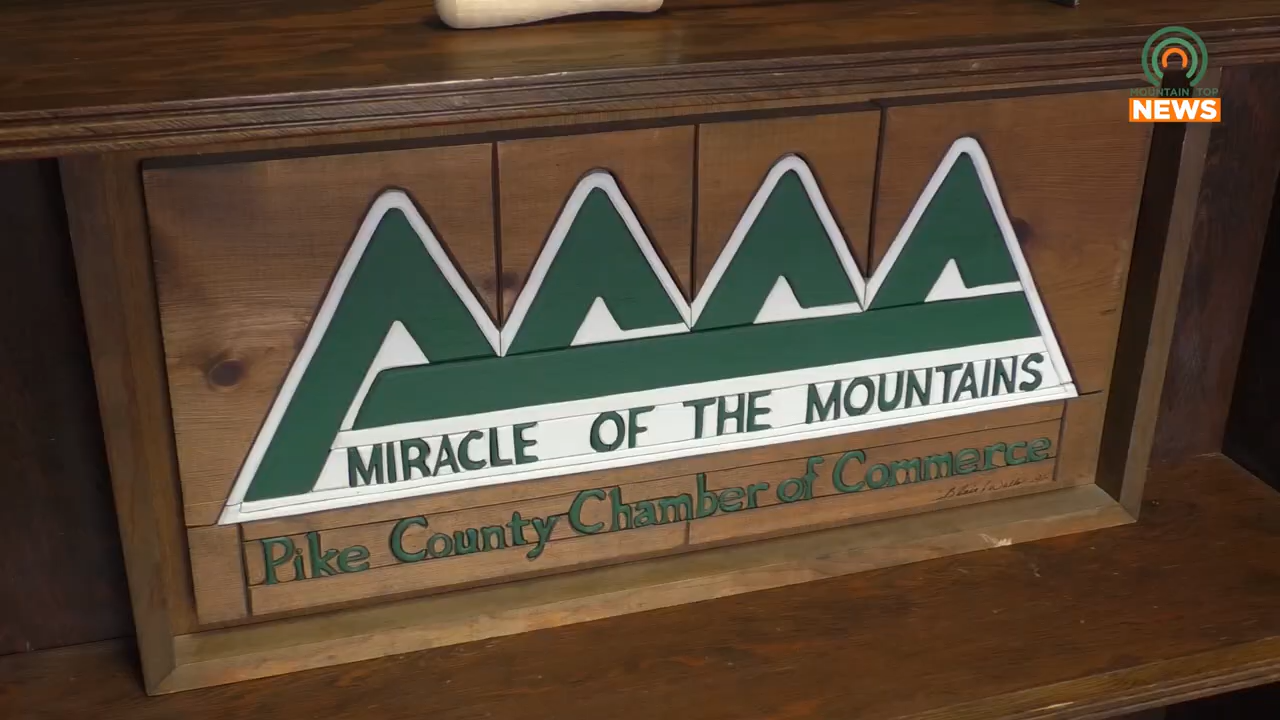 MOUNTAIN TOP
NEWS
MIRACLE OF THE MOUNTAINS
Pike County Chamber of Commerce